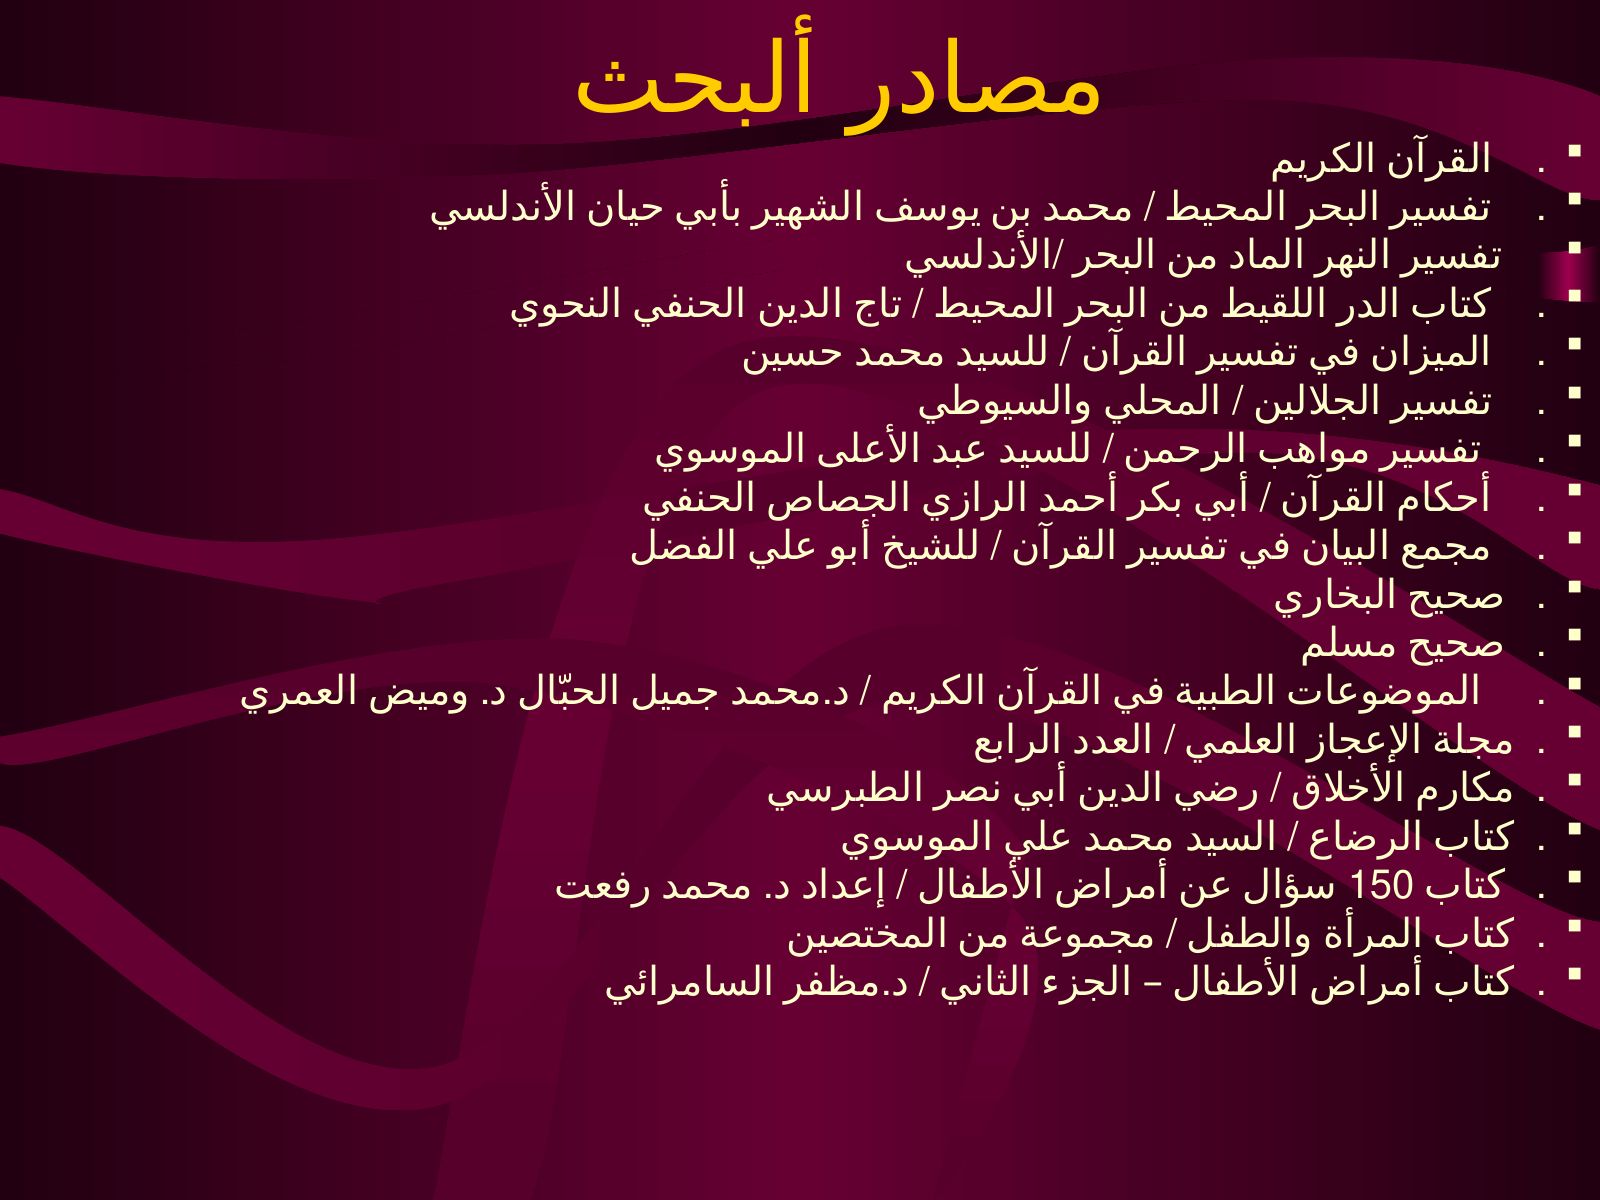 مصادر ألبحث
. القرآن الكريم
. تفسير البحر المحيط / محمد بن يوسف الشهير بأبي حيان الأندلسي
تفسير النهر الماد من البحر /الأندلسي
. كتاب الدر اللقيط من البحر المحيط / تاج الدين الحنفي النحوي
. الميزان في تفسير القرآن / للسيد محمد حسين
. تفسير الجلالين / المحلي والسيوطي
. تفسير مواهب الرحمن / للسيد عبد الأعلى الموسوي
. أحكام القرآن / أبي بكر أحمد الرازي الجصاص الحنفي
. مجمع البيان في تفسير القرآن / للشيخ أبو علي الفضل
. صحيح البخاري
. صحيح مسلم
. الموضوعات الطبية في القرآن الكريم / د.محمد جميل الحبّال د. وميض العمري
. مجلة الإعجاز العلمي / العدد الرابع
. مكارم الأخلاق / رضي الدين أبي نصر الطبرسي
. كتاب الرضاع / السيد محمد علي الموسوي
. كتاب 150 سؤال عن أمراض الأطفال / إعداد د. محمد رفعت
. كتاب المرأة والطفل / مجموعة من المختصين
. كتاب أمراض الأطفال – الجزء الثاني / د.مظفر السامرائي